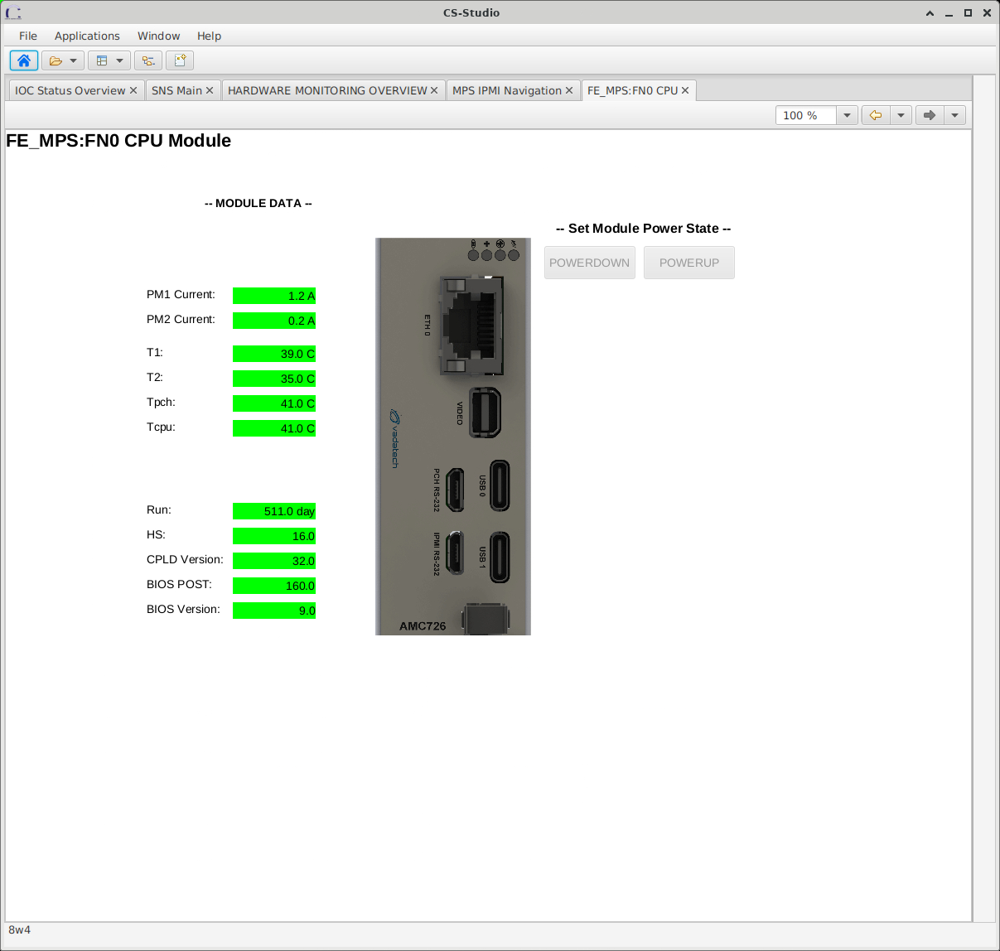 CS-Studio
File Applications Window Help
IOC Status Overview SNS Main HARDWARE MONITORING OVERVIEW MPS IPMI Navigation FE_MPS:FN0 CPU
100 %
FE_MPS:FN0 CPU Module
-- MODULE DATA --
-- Set Module Power State --
POWERDOWN POWERUP
PM1 Current: 1.2 A
PM2 Current: 0.2 A
T1: 39.0 C
T2: 35.0 C
Tpch: 41.0 C
Tcpu: 41.0 C
Run: 511.0 day
HS: 16.0
CPLD Version: 32.0
BIOS POST: 160.0
BIOS Version: 9.0
ETH 0
VIDEO
vadatech
PCH RS-232
USB 0
IPMI RS-232
USB 1
AMC726
8w4